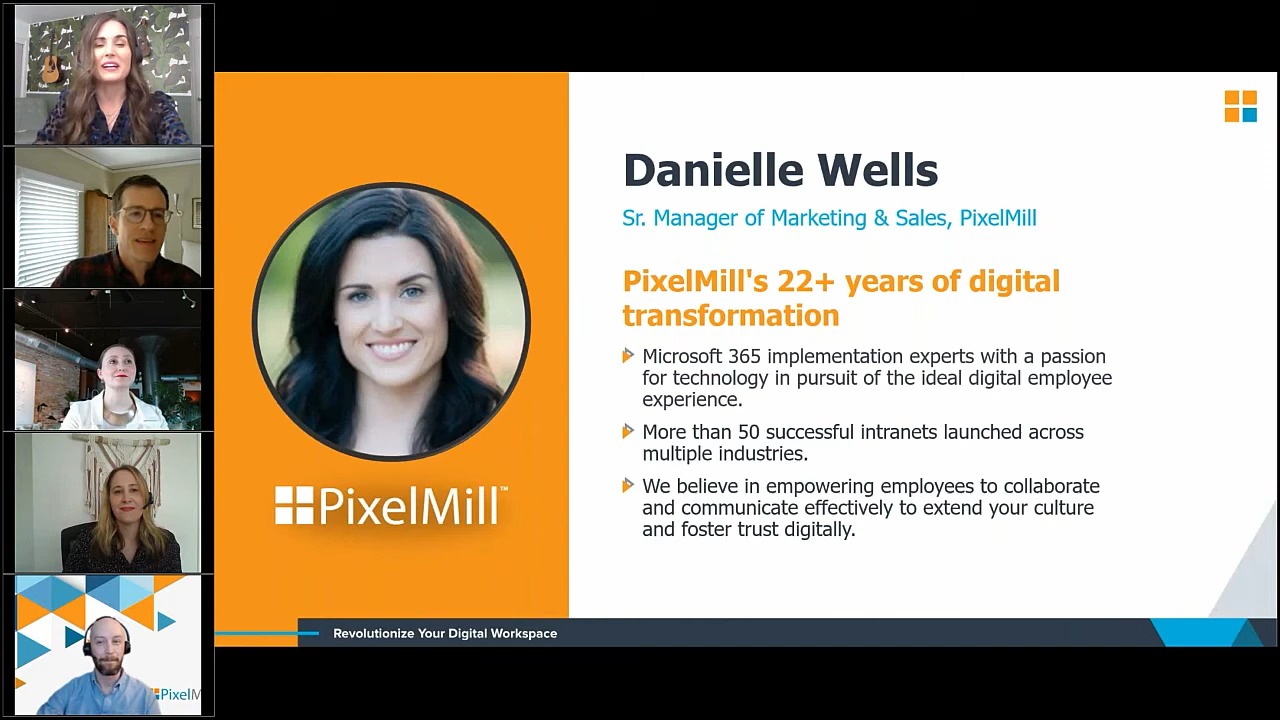 Danielle Wells
Sr. Manager of Marketing & Sales, PixelMill
PixelMill's 22+ years of digital
transformation
Microsoft 365 implementation experts with a passion
for technology in pursuit of the ideal digital employee
experience.
More than 50 successful intranets launched across
multiple industries.
We believe in empowering employees to collaborate
and communicate effectively to extend your culture
and foster trust digitally.
PixelMill™
Revolutionize Your Digital Workspace
PixelM